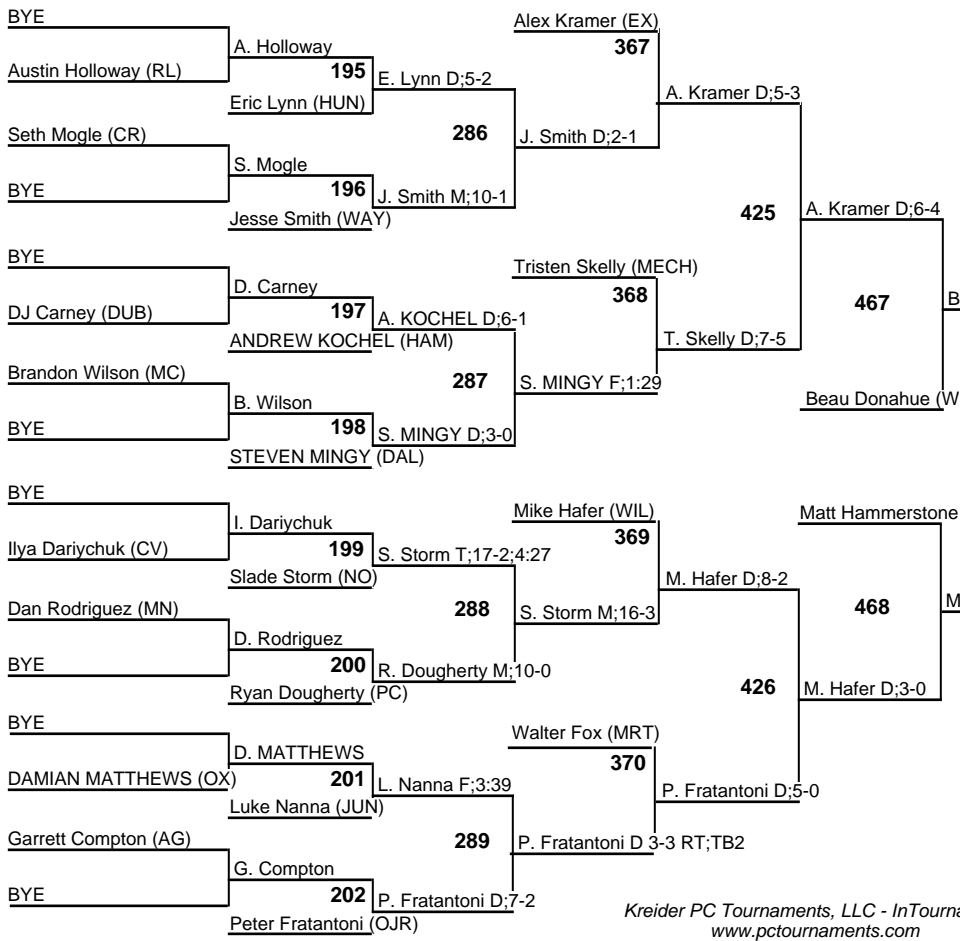 BYE
Alex Kramer (EX)
A. Holloway
367
Austin Holloway (RL)
195
E. Lynn D;5-2
A. Kramer D;5-3
Eric Lynn (HUN)
286
Seth Mogle (CR)
J. Smith D;2-1
S. Mogle
BYE
196
J. Smith M;10-1
425
A. Kramer D;6-4
Jesse Smith (WAY)
BYE
Tristen Skelly (MECH)
D. Carney
368
467
B
DJ Carney (DUB)
197
A. KOCHEL D;6-1
ANDREW KOCHEL (HAM)
T. Skelly D;7-5
Brandon Wilson (MC)
287
S. MINGY F;1:29
B. Wilson
Beau Donahue (W
BYE
198
S. MINGY D;3-0
STEVEN MINGY (DAL)
BYE
Mike Hafer (WIL)
Matt Hammerstone
I. Dariychuk
369
Ilya Dariychuk (CV)
199
S. Storm T;17-2;4:27
Slade Storm (NO)
M. Hafer D;8-2
Dan Rodriguez (MN)
288
S. Storm M;16-3
468
M
D. Rodriguez
BYE
200
R. Dougherty M;10-0
Ryan Dougherty (PC)
426
M. Hafer D;3-0
BYE
Walter Fox (MRT)
D. MATTHEWS
370
DAMIAN MATTHEWS (OX)
201
L. Nanna F;3:39
P. Fratantoni D;5-0
Luke Nanna (JUN)
Garrett Compton (AG)
289
P. Fratantoni D 3-3 RT;TB2
G. Compton
BYE
202
P. Fratantoni D;7-2
Peter Fratantoni (OJR)
Kreider PC Tournaments, LLC - InTourna
www.pctournaments.com